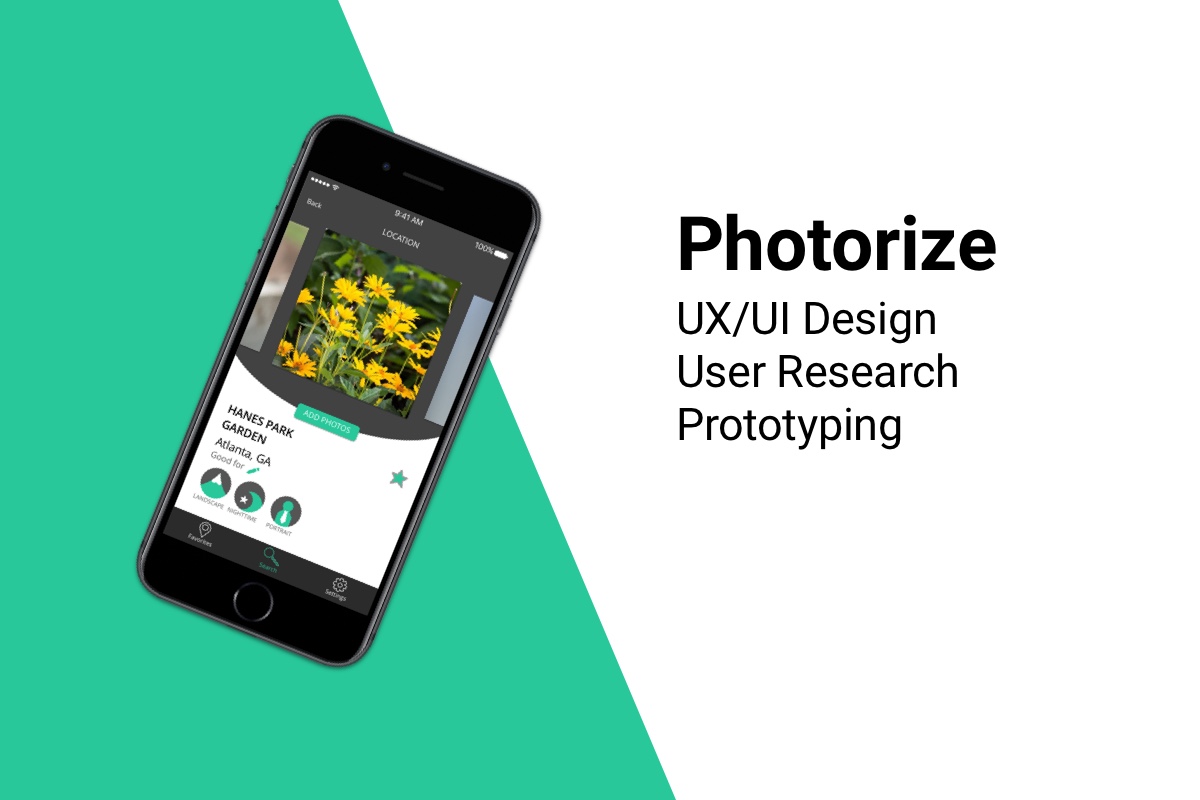 9:41 AM
100%
Back
LOCATION
ADD PHOTOS
HANES PARK
GARDEN
Atlanta, GA
Good for
LANDSCAPE
NIGHTTIME
PORTRAIT
Favorites
Search
Settings
Photorize
UX/UI Design
User Research
Prototyping